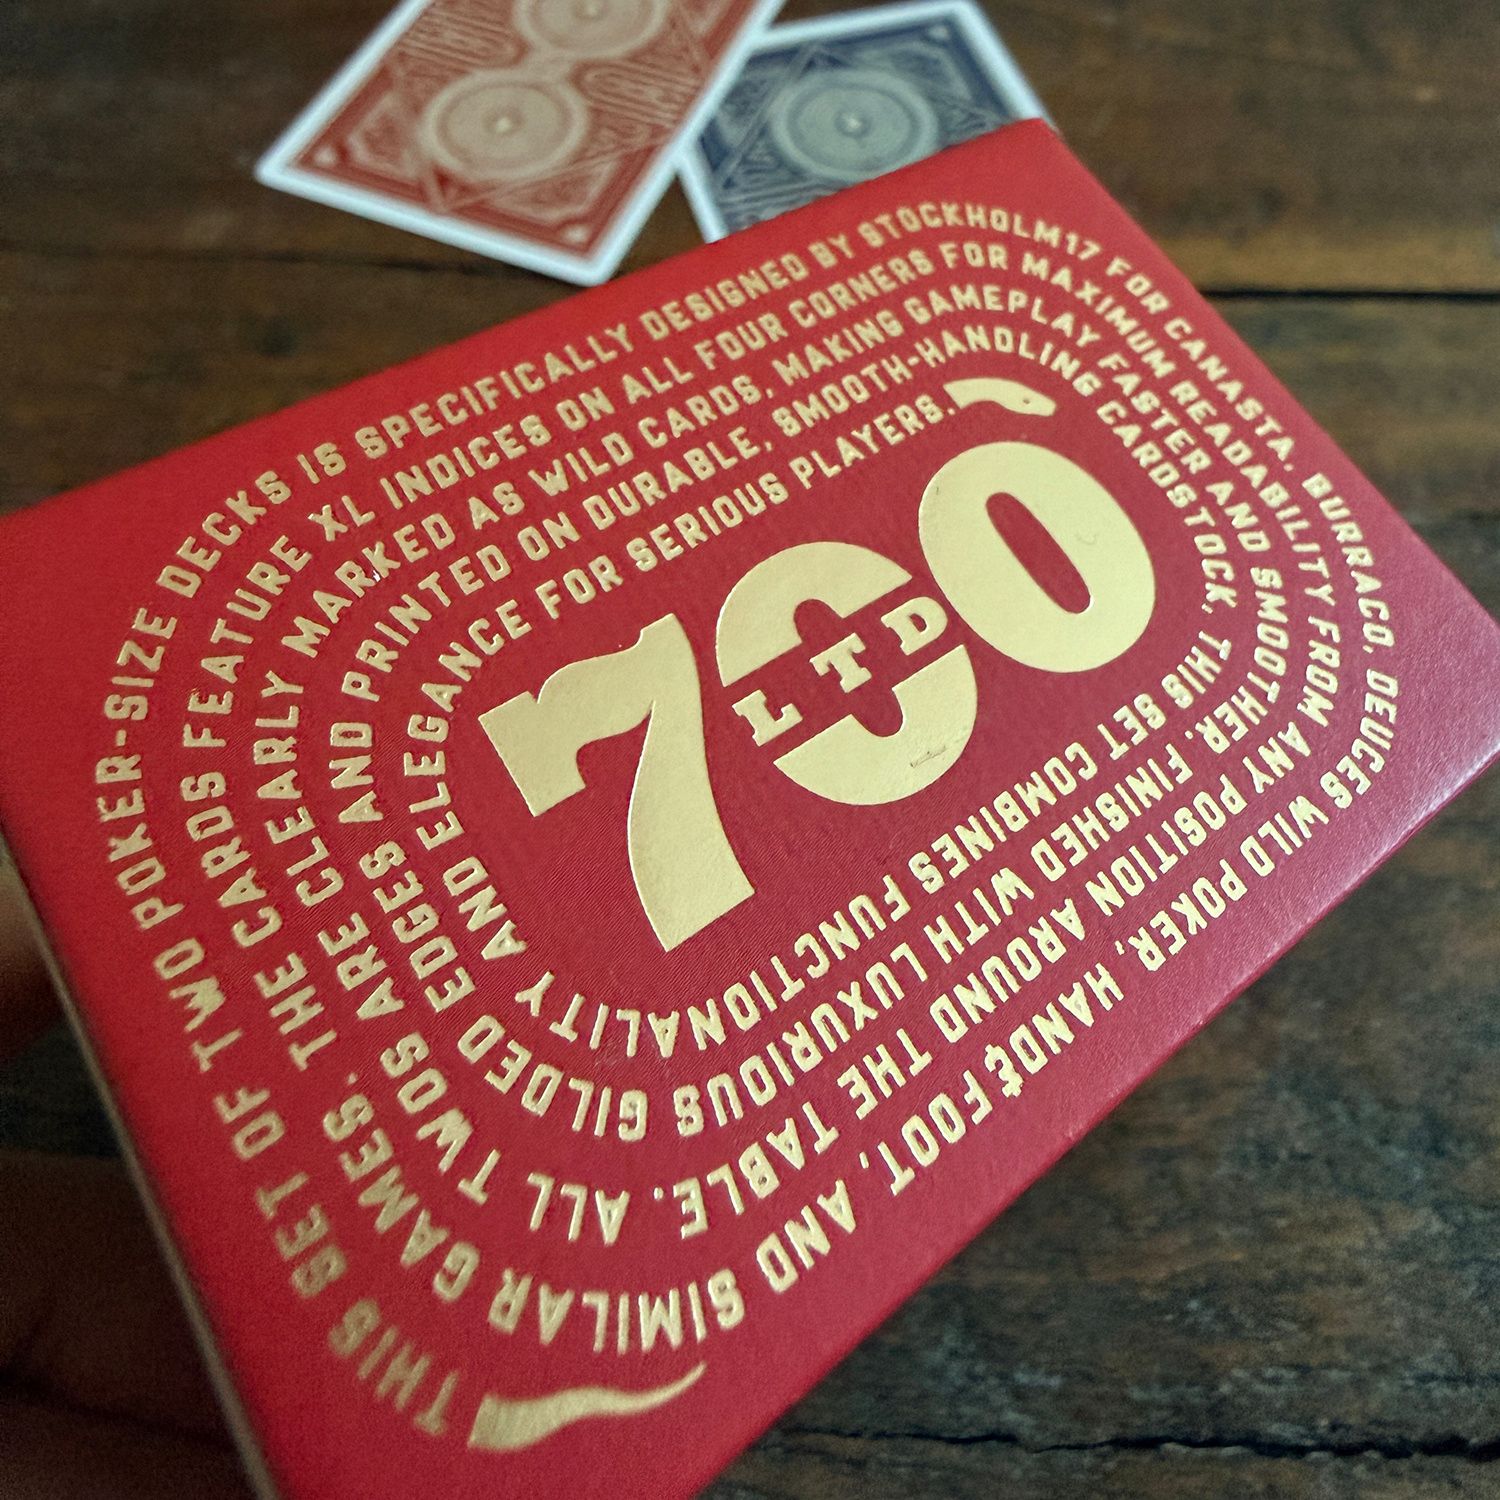 THIS SET OF TWO POKER-SIZE DECKS IS SPECIFICALLY DESIGNED BY STOCKHOLM17 FOR CANASTA, BURRACO, DEUCES WILD POKER, HAND & FOOT, AND SIMILAR GAMES. THE CARDS FEATURE XL INDICES ON ALL FOUR CORNERS FOR MAXIMUM READABILITY FROM ANY POSITION AROUND THE TABLE. ALL TWOS ARE CLEARLY MARKED AS WILD CARDS, MAKING GAMEPLAY FASTER AND SMOOTHER. FINISHED WITH LUXURIOUS GILDED EDGES AND PRINTED ON DURABLE, SMOOTH-HANDLING CARDSTOCK, THIS SET COMBINES FUNCTIONALITY AND ELEGANCE FOR SERIOUS PLAYERS.
700
LTD